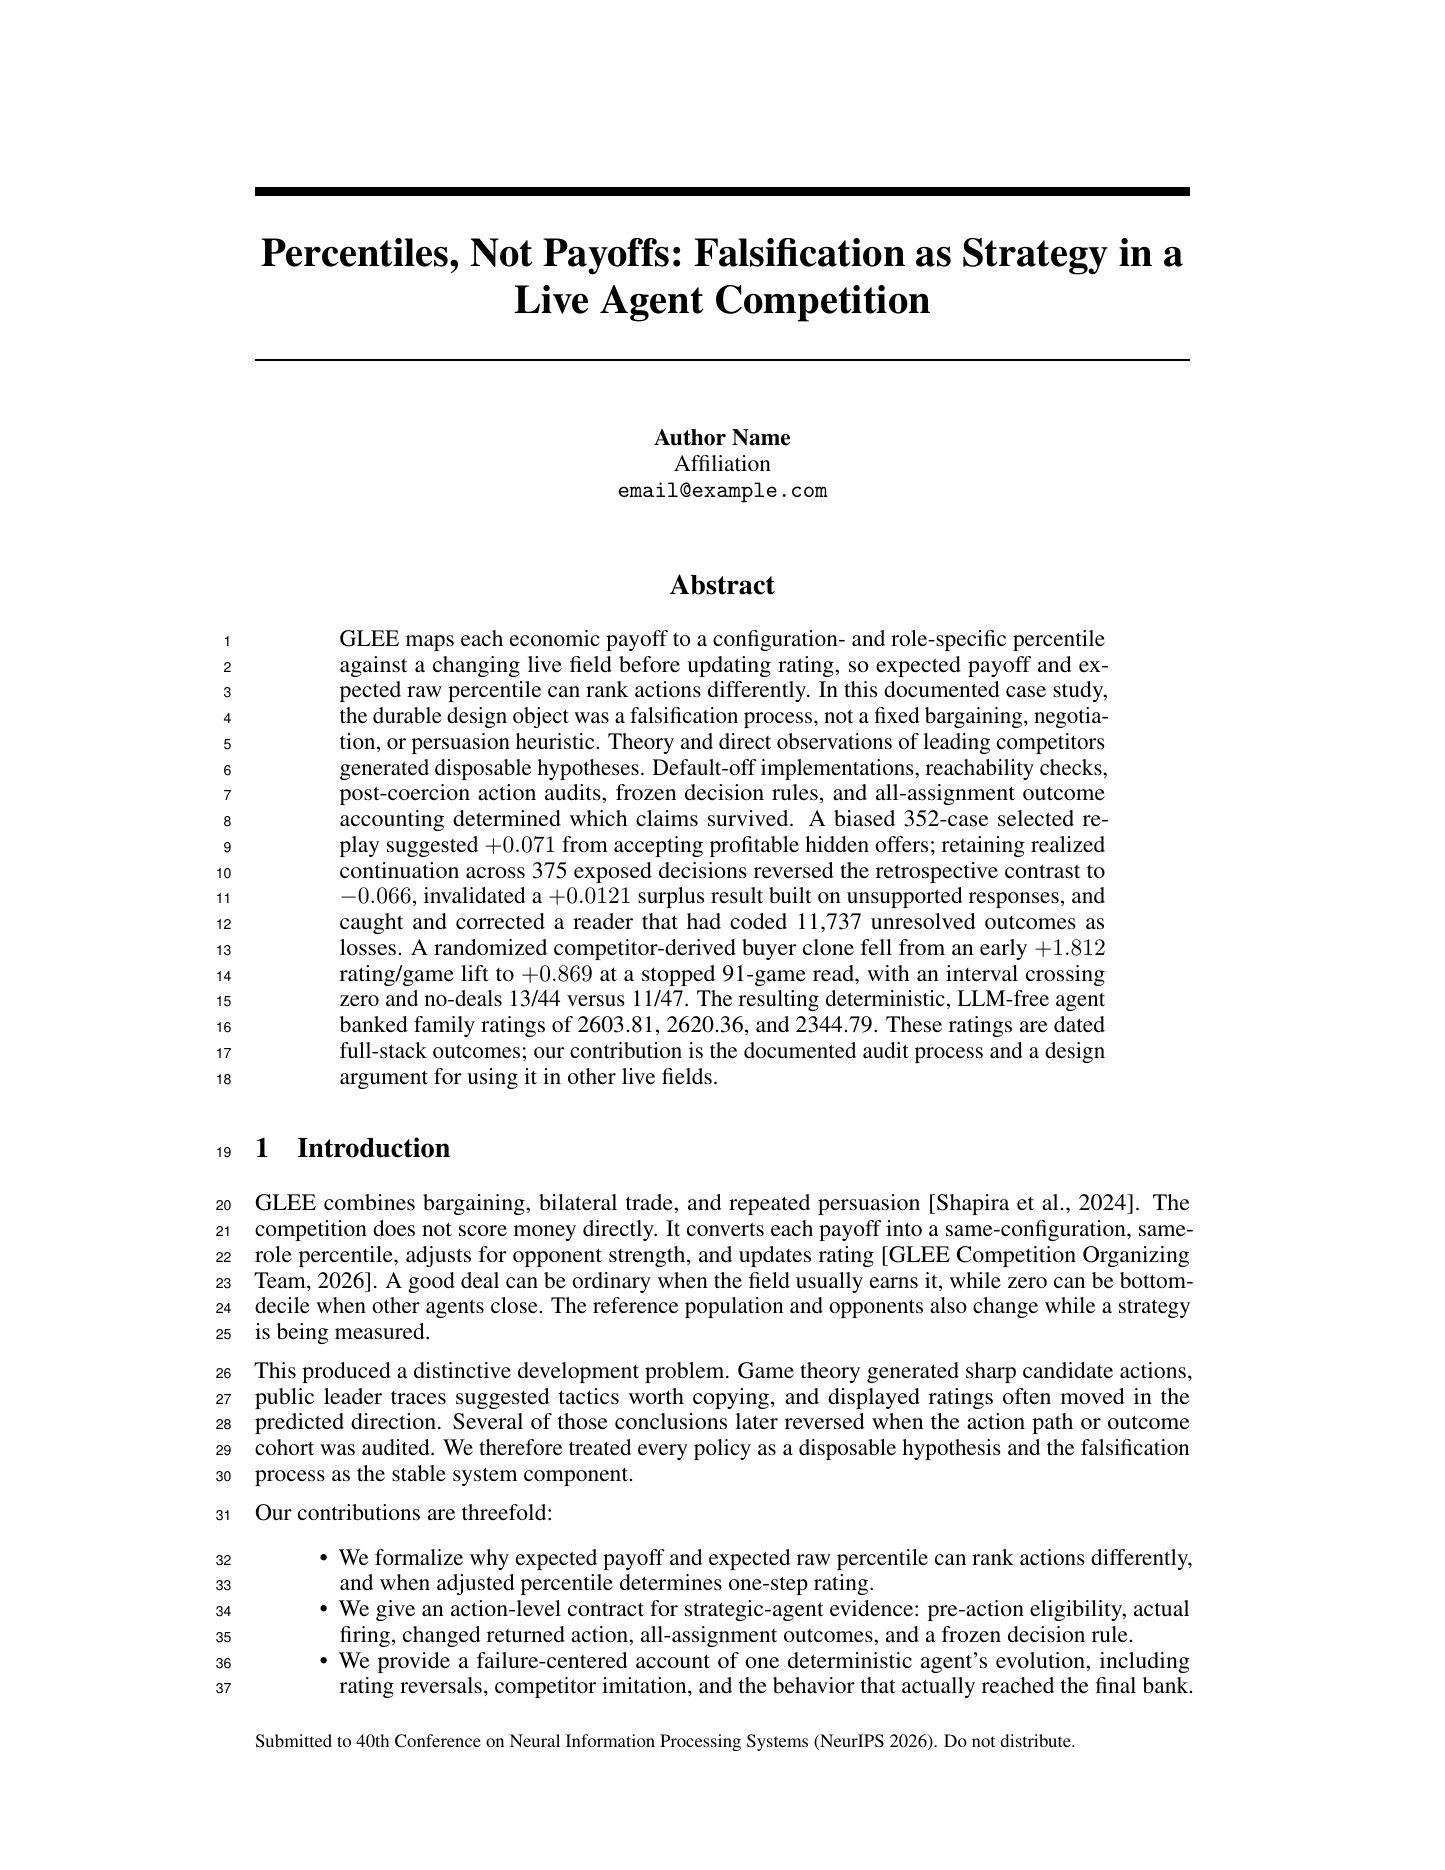 Percentiles, Not Payoffs: Falsification as Strategy in a
Live Agent Competition
Author Name
Affiliation
email@example.com
Abstract
1 GLEE maps each economic payoff to a configuration- and role-specific percentile
2 against a changing live field before updating rating, so expected payoff and ex-
3 pected raw percentile can rank actions differently. In this documented case study,
4 the durable design object was a falsification process, not a fixed bargaining, negotia-
5 tion, or persuasion heuristic. Theory and direct observations of leading competitors
6 generated disposable hypotheses. Default-off implementations, reachability checks,
7 post-coercion action audits, frozen decision rules, and all-assignment outcome
8 accounting determined which claims survived. A biased 352-case selected re-
9 play suggested +0.071 from accepting profitable hidden offers; retaining realized
10 continuation across 375 exposed decisions reversed the retrospective contrast to
11 −0.066, invalidated a +0.0121 surplus result built on unsupported responses, and
12 caught and corrected a reader that had coded 11,737 unresolved outcomes as
13 losses. A randomized competitor-derived buyer clone fell from an early +1.812
14 rating/game lift to +0.869 at a stopped 91-game read, with an interval crossing
15 zero and no-deals 13/44 versus 11/47. The resulting deterministic, LLM-free agent
16 banked family ratings of 2603.81, 2620.36, and 2344.79. These ratings are dated
17 full-stack outcomes; our contribution is the documented audit process and a design
18 argument for using it in other live fields.
19 1 Introduction
20 GLEE combines bargaining, bilateral trade, and repeated persuasion [Shapira et al., 2024]. The
21 competition does not score money directly. It converts each payoff into a same-configuration, same-
22 role percentile, adjusts for opponent strength, and updates rating [GLEE Competition Organizing
23 Team, 2026]. A good deal can be ordinary when the field usually earns it, while zero can be bottom-
24 decile when other agents close. The reference population and opponents also change while a strategy
25 is being measured.
26 This produced a distinctive development problem. Game theory generated sharp candidate actions,
27 public leader traces suggested tactics worth copying, and displayed ratings often moved in the
28 predicted direction. Several of those conclusions later reversed when the action path or outcome
29 cohort was audited. We therefore treated every policy as a disposable hypothesis and the falsification
30 process as the stable system component.
31 Our contributions are threefold:
32 • We formalize why expected payoff and expected raw percentile can rank actions differently,
33 and when adjusted percentile determines one-step rating.
34 • We give an action-level contract for strategic-agent evidence: pre-action eligibility, actual
35 firing, changed returned action, all-assignment outcomes, and a frozen decision rule.
36 • We provide a failure-centered account of one deterministic agent's evolution, including
37 rating reversals, competitor imitation, and the behavior that actually reached the final bank.
Submitted to 40th Conference on Neural Information Processing Systems (NeurIPS 2026). Do not distribute.